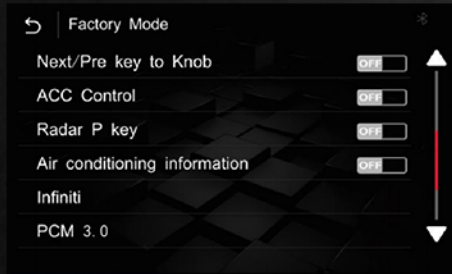 Factory Mode
Next/Pre key to Knob OFF
ACC Control OFF
Radar P key OFF
Air conditioning information OFF
Infiniti
PCM 3.0